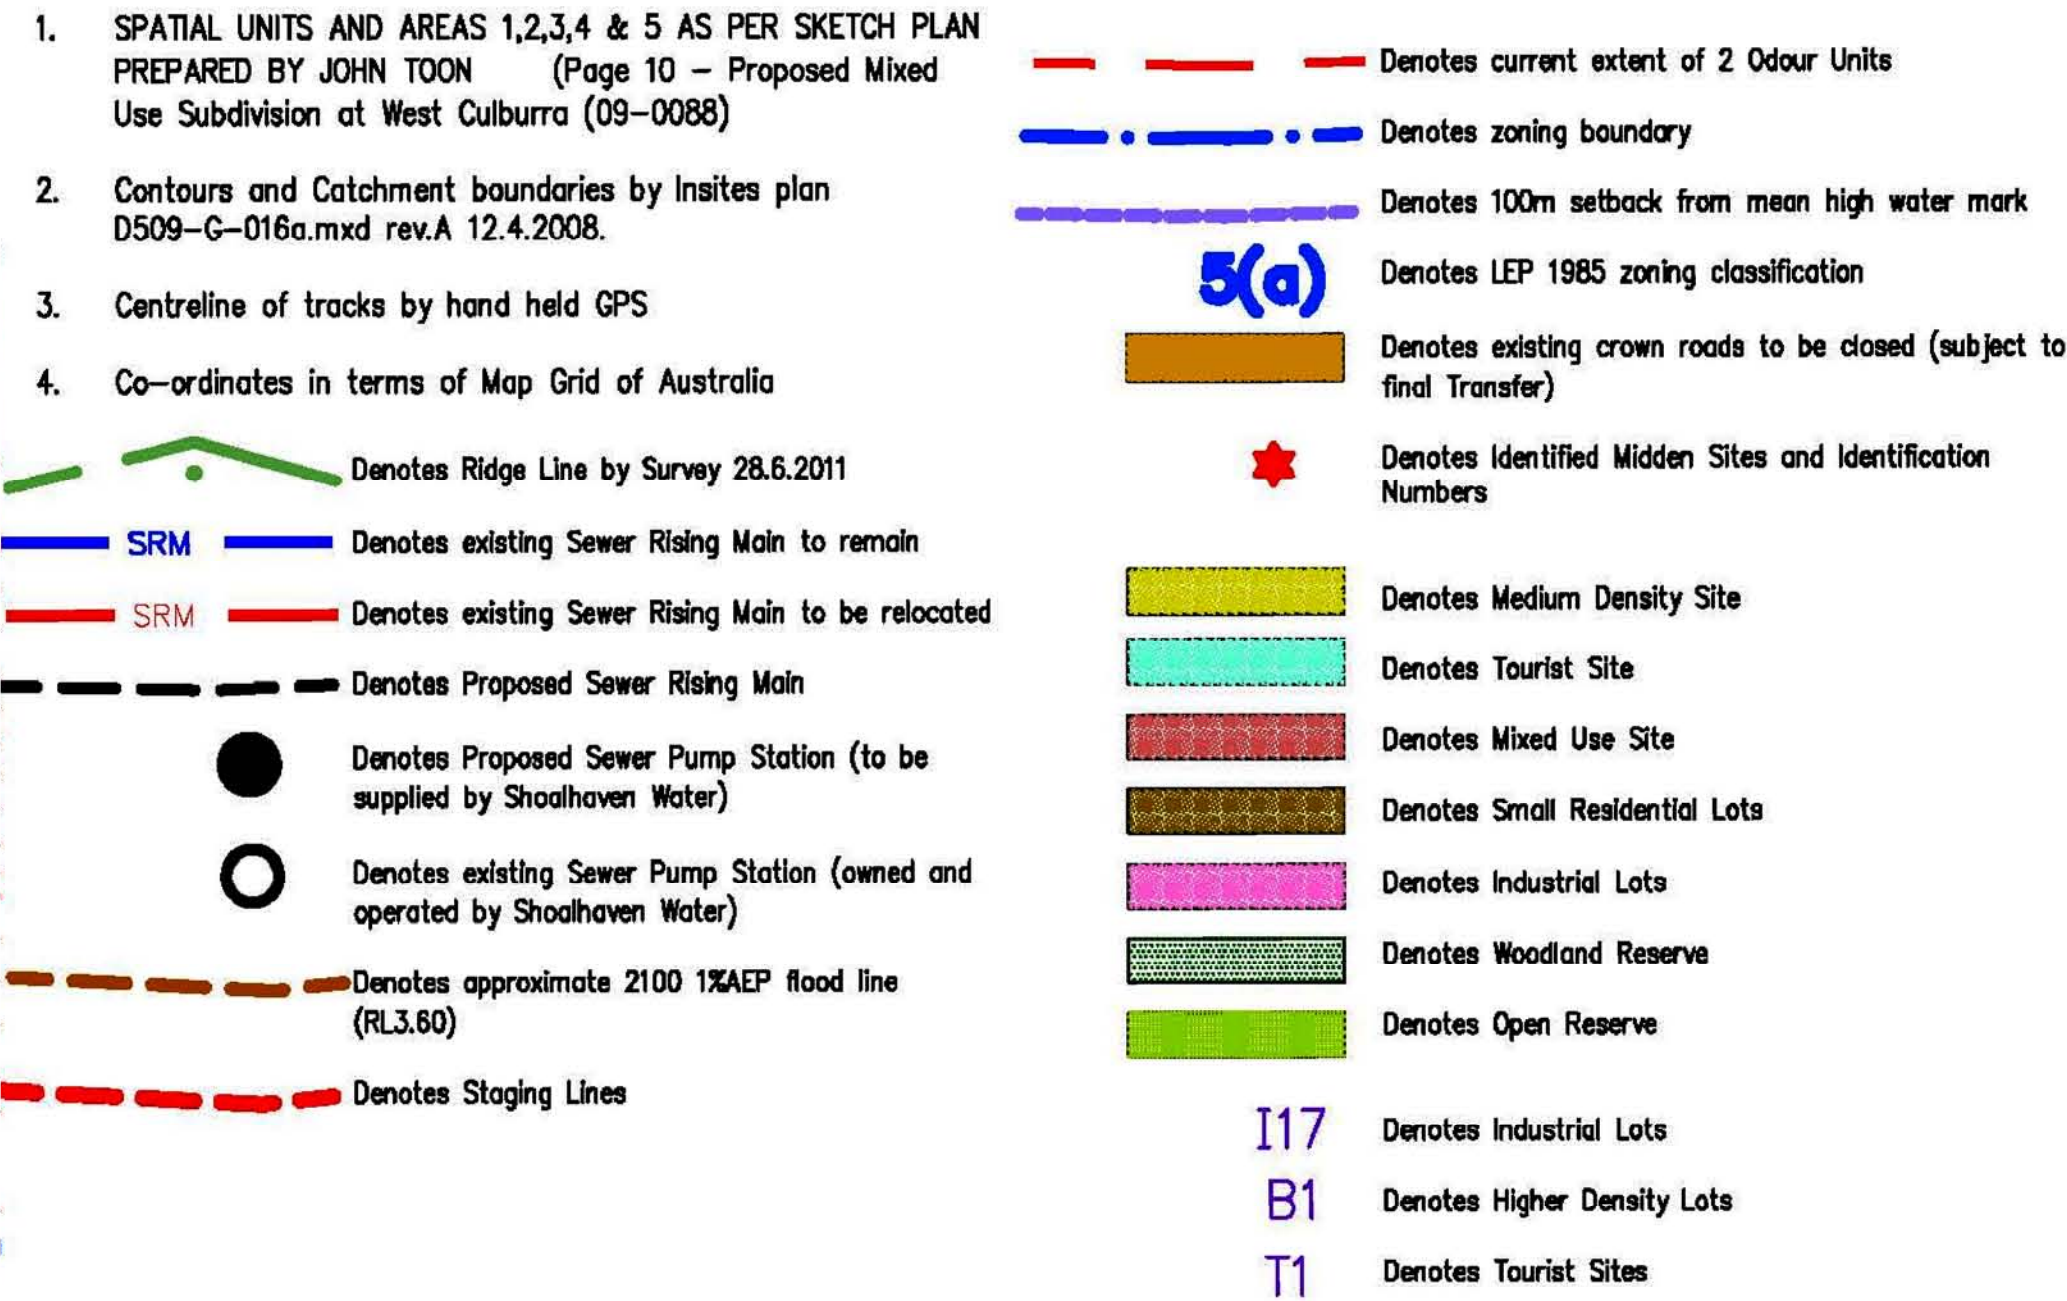 1. SPATIAL UNITS AND AREAS 1,2,3,4 & 5 AS PER SKETCH PLAN
PREPARED BY JOHN TOON (Page 10 – Proposed Mixed
Use Subdivision at West Culburra (09–0088)
2. Contours and Catchment boundaries by Insites plan
D509–G–016a.mxd rev.A 12.4.2008.
3. Centreline of tracks by hand held GPS
4. Co–ordinates in terms of Map Grid of Australia
Denotes Ridge Line by Survey 28.6.2011
SRM Denotes existing Sewer Rising Main to remain
SRM Denotes existing Sewer Rising Main to be relocated
Denotes Proposed Sewer Rising Main
Denotes Proposed Sewer Pump Station (to be
supplied by Shoalhaven Water)
Denotes existing Sewer Pump Station (owned and
operated by Shoalhaven Water)
Denotes approximate 2100 1%AEP flood line
(RL3.60)
Denotes Staging Lines
Denotes current extent of 2 Odour Units
Denotes zoning boundary
Denotes 100m setback from mean high water mark
5(a) Denotes LEP 1985 zoning classification
Denotes existing crown roads to be closed (subject to
final Transfer)
Denotes Identified Midden Sites and Identification
Numbers
Denotes Medium Density Site
Denotes Tourist Site
Denotes Mixed Use Site
Denotes Small Residential Lots
Denotes Industrial Lots
Denotes Woodland Reserve
Denotes Open Reserve
I17 Denotes Industrial Lots
B1 Denotes Higher Density Lots
T1 Denotes Tourist Sites